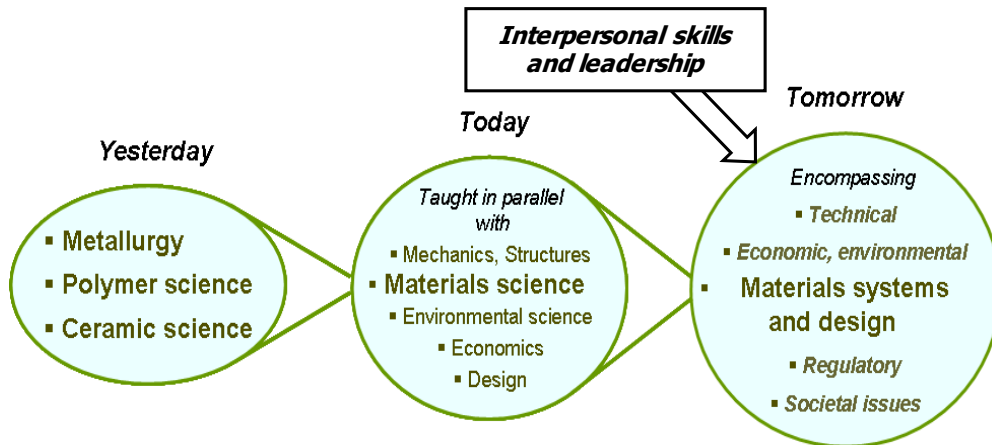 Interpersonal skills
and leadership
Yesterday
▪ Metallurgy
▪ Polymer science
▪ Ceramic science
Today
Taught in parallel
with
▪ Mechanics, Structures
▪ Materials science
▪ Environmental science
▪ Economics
▪ Design
Tomorrow
Encompassing
▪ Technical
▪ Economic, environmental
▪ Materials systems
and design
▪ Regulatory
▪ Societal issues